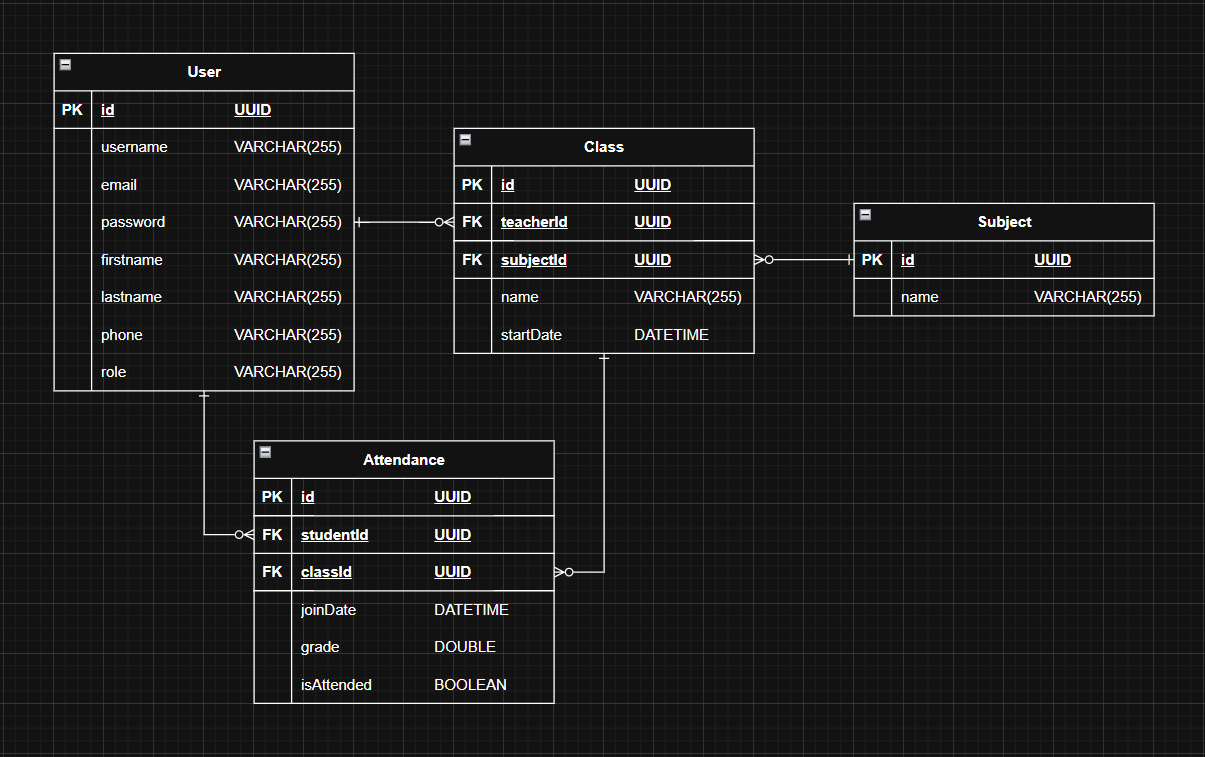 User
PK id UUID
username VARCHAR(255)
email VARCHAR(255)
password VARCHAR(255)
firstname VARCHAR(255)
lastname VARCHAR(255)
phone VARCHAR(255)
role VARCHAR(255)
Class
PK id UUID
FK teacherId UUID
FK subjectId UUID
name VARCHAR(255)
startDate DATETIME
Subject
PK id UUID
name VARCHAR(255)
Attendance
PK id UUID
FK studentId UUID
FK classId UUID
joinDate DATETIME
grade DOUBLE
isAttended BOOLEAN